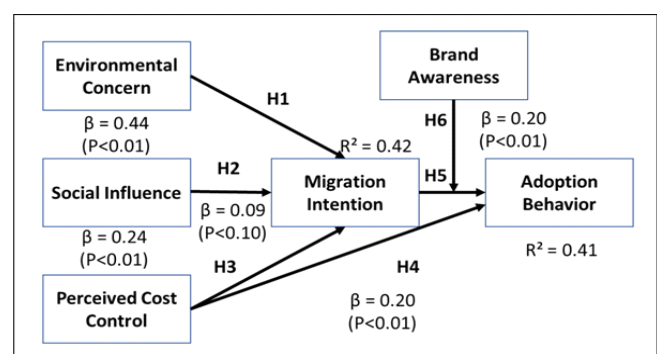 Environmental
Concern
β = 0.44
(P<0.01)
H1
Brand
Awareness
H6
β = 0.20
(P<0.01)
R² = 0.42
Social Influence
H2
β = 0.09
(P<0.10)
Migration
Intention
H5
Adoption
Behavior
R² = 0.41
β = 0.24
(P<0.01)
H3
H4
β = 0.20
(P<0.01)
Perceived Cost
Control